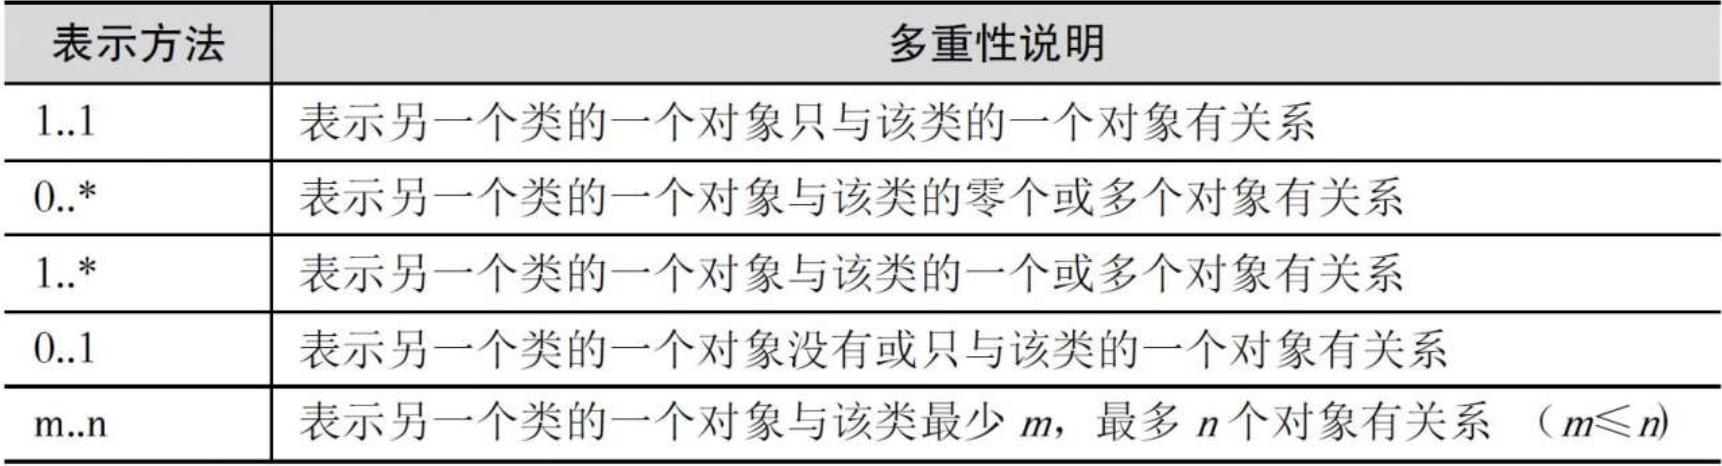 表示方法 多重性说明
1..1 表示另一个类的一个对象只与该类的一个对象有关系
0..* 表示另一个类的一个对象与该类的零个或多个对象有关系
1..* 表示另一个类的一个对象与该类的一个或多个对象有关系
0..1 表示另一个类的一个对象没有或只与该类的一个对象有关系
m..n 表示另一个类的一个对象与该类最少 m，最多 n 个对象有关系 （m≤n)